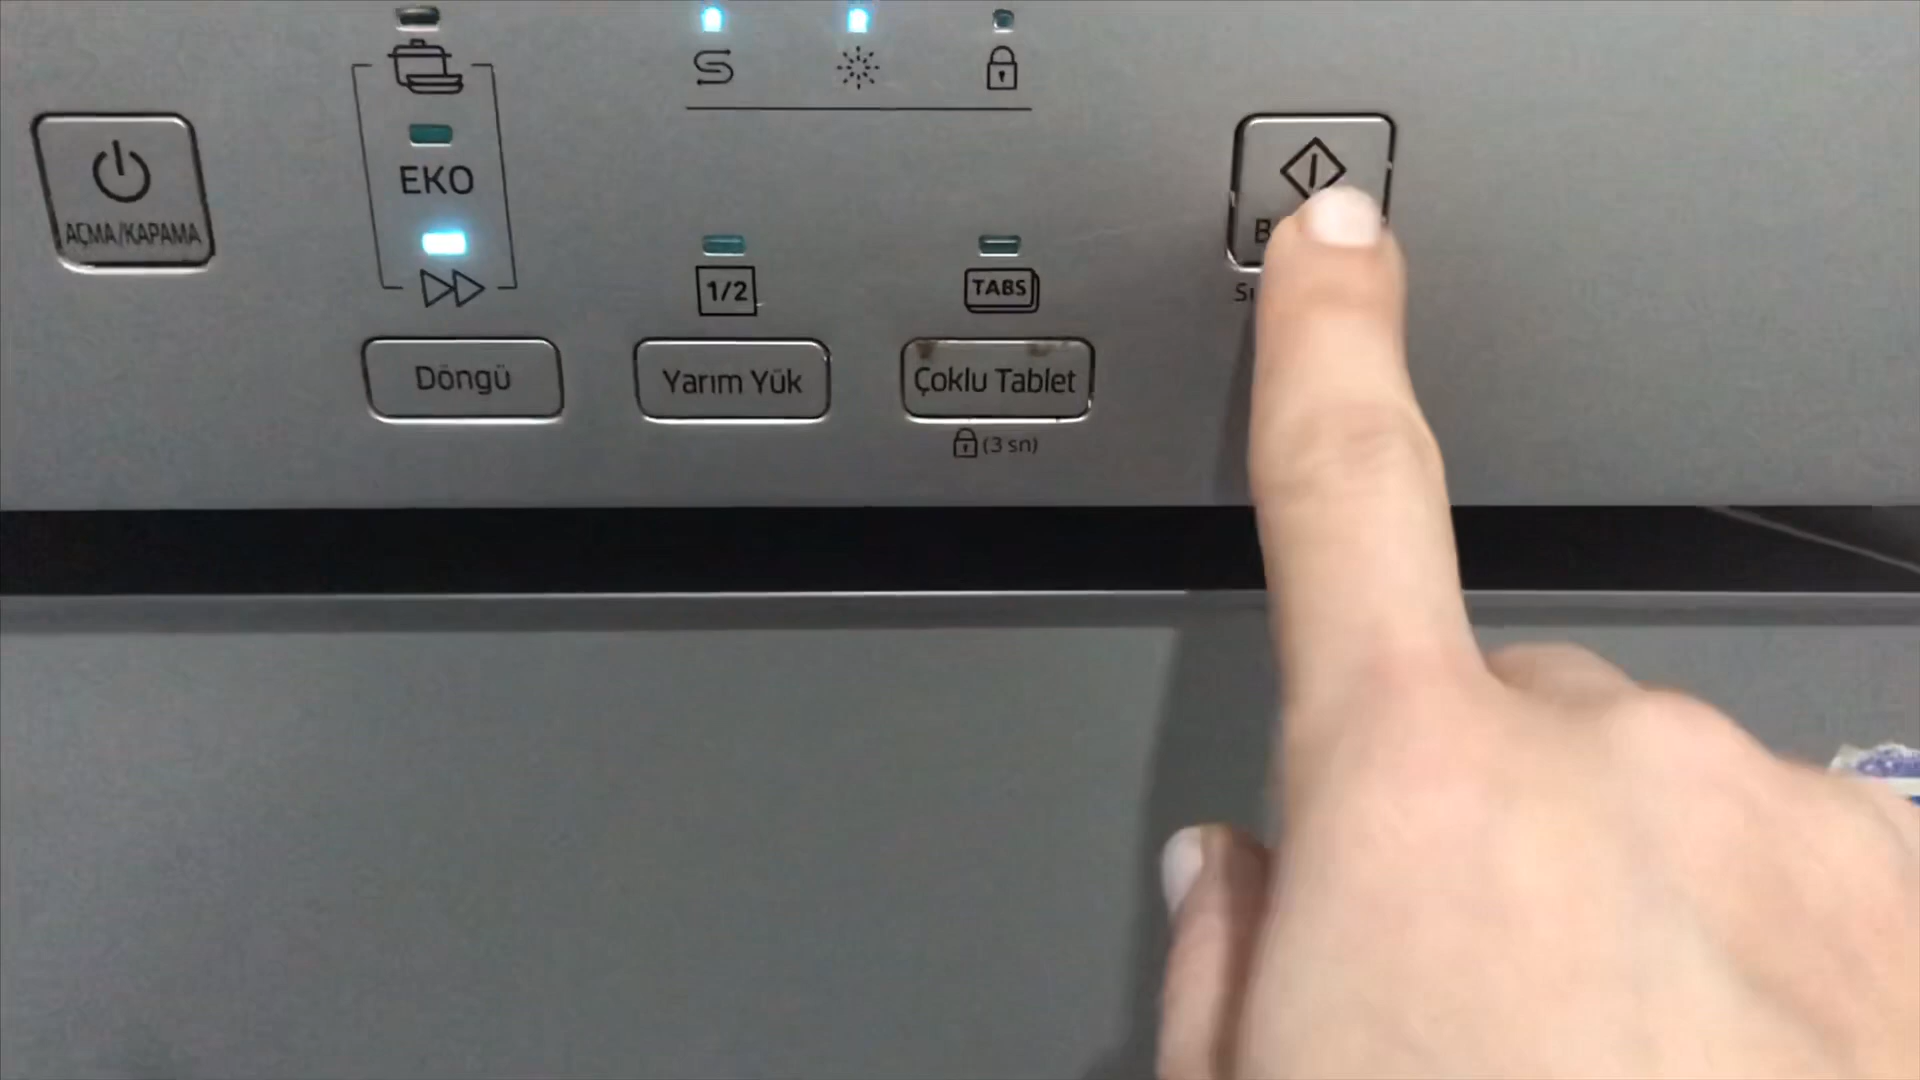 AÇMA/KAPAMA
EKO
1/2
TABS
Döngü
Yarım Yük
Çoklu Tablet
(3 sn)